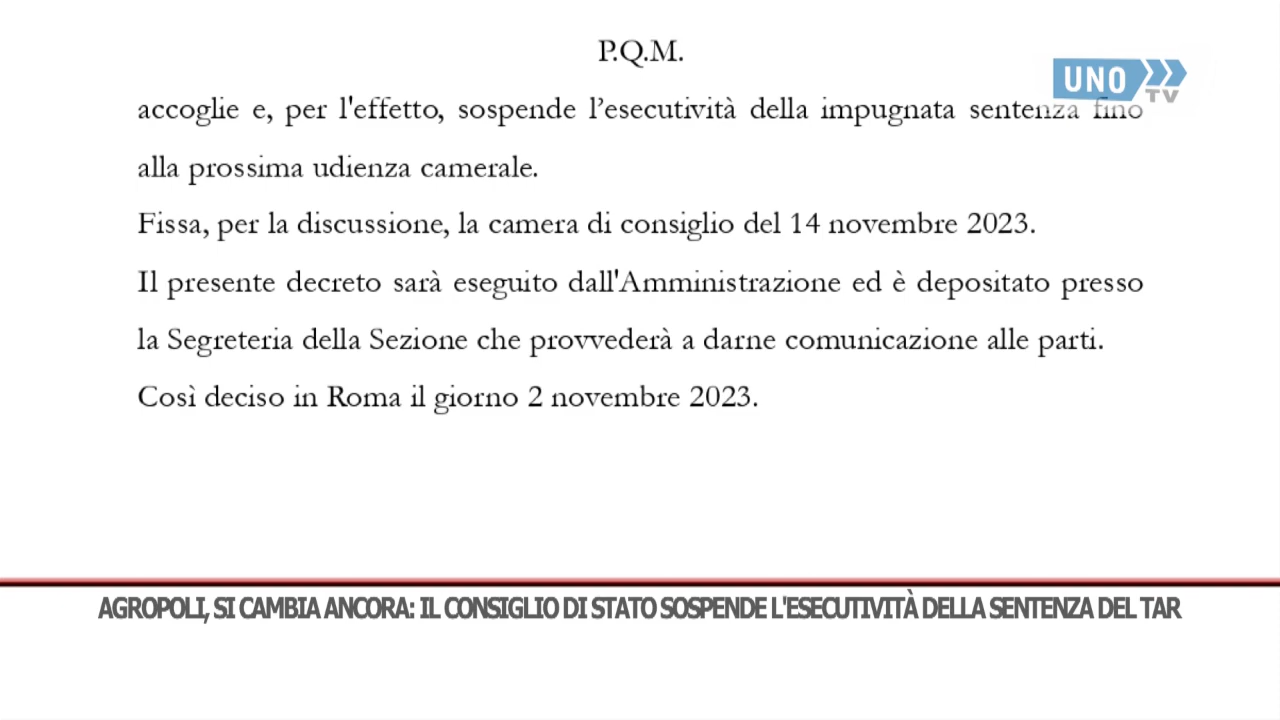 P.Q.M.
UNO
TV
accoglie e, per l'effetto, sospende l’esecutività della impugnata sentenza fino
alla prossima udienza camerale.
Fissa, per la discussione, la camera di consiglio del 14 novembre 2023.
Il presente decreto sarà eseguito dall'Amministrazione ed è depositato presso
la Segreteria della Sezione che provvederà a darne comunicazione alle parti.
Così deciso in Roma il giorno 2 novembre 2023.
AGROPOLI, SI CAMBIA ANCORA: IL CONSIGLIO DI STATO SOSPENDE L'ESECUTIVITÀ DELLA SENTENZA DEL TAR